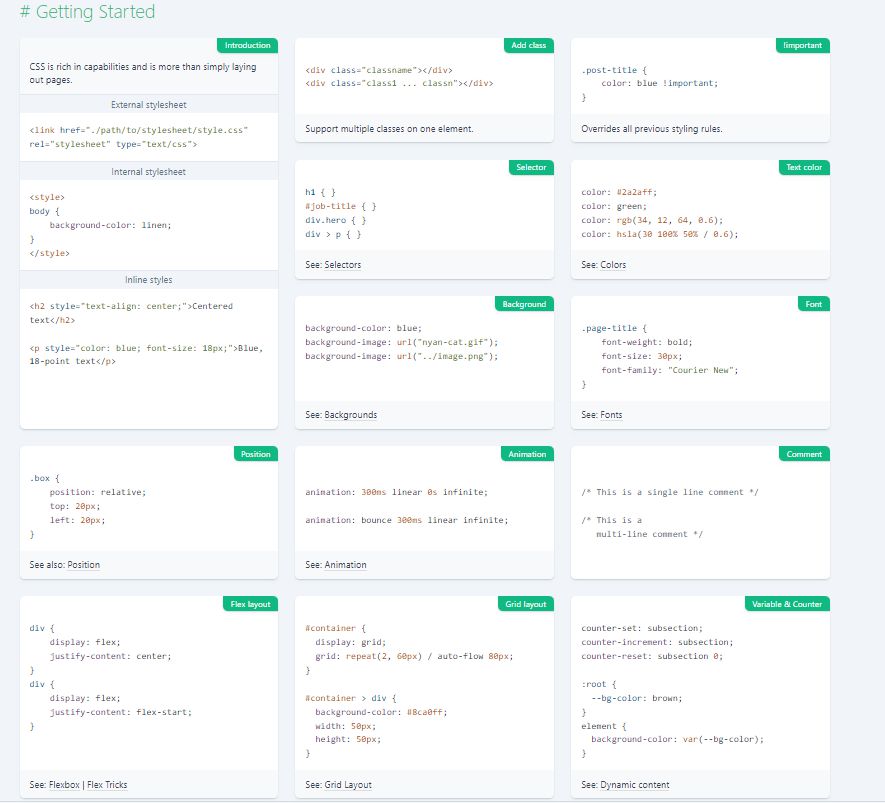 # Getting Started
Introduction
CSS is rich in capabilities and is more than simply laying
out pages.
External stylesheet
<link href="./path/to/stylesheet/style.css"
rel="stylesheet" type="text/css">
Internal stylesheet
<style>
body {
    background-color: linen;
}
</style>
Inline styles
<h2 style="text-align: center;">Centered
text</h2>
<p style="color: blue; font-size: 18px;">Blue,
18-point text</p>
Add class
<div class="classname"></div>
<div class="class1 ... classn"></div>
Support multiple classes on one element.
!important
.post-title {
    color: blue !important;
}
Overrides all previous styling rules.
Selector
h1 { }
#job-title { }
div.hero { }
div > p { }
See: Selectors
Text color
color: #2a2aff;
color: green;
color: rgb(34, 12, 64, 0.6);
color: hsla(30 100% 50% / 0.6);
See: Colors
Background
background-color: blue;
background-image: url("nyan-cat.gif");
background-image: url("../image.png");
See: Backgrounds
Font
.page-title {
    font-weight: bold;
    font-size: 30px;
    font-family: "Courier New";
}
See: Fonts
Position
.box {
    position: relative;
    top: 20px;
    left: 20px;
}
See also: Position
Animation
animation: 300ms linear 0s infinite;
animation: bounce 300ms linear infinite;
See: Animation
Comment
/* This is a single line comment */
/* This is a
   multi-line comment */
Flex layout
div {
    display: flex;
    justify-content: center;
}
div {
    display: flex;
    justify-content: flex-start;
}
See: Flexbox | Flex Tricks
Grid layout
#container {
  display: grid;
  grid: repeat(2, 60px) / auto-flow 80px;
}
#container > div {
  background-color: #8ca0ff;
  width: 50px;
  height: 50px;
}
See: Grid Layout
Variable & Counter
counter-set: subsection;
counter-increment: subsection;
counter-reset: subsection 0;
:root {
  --bg-color: brown;
}
element {
  background-color: var(--bg-color);
}
See: Dynamic content